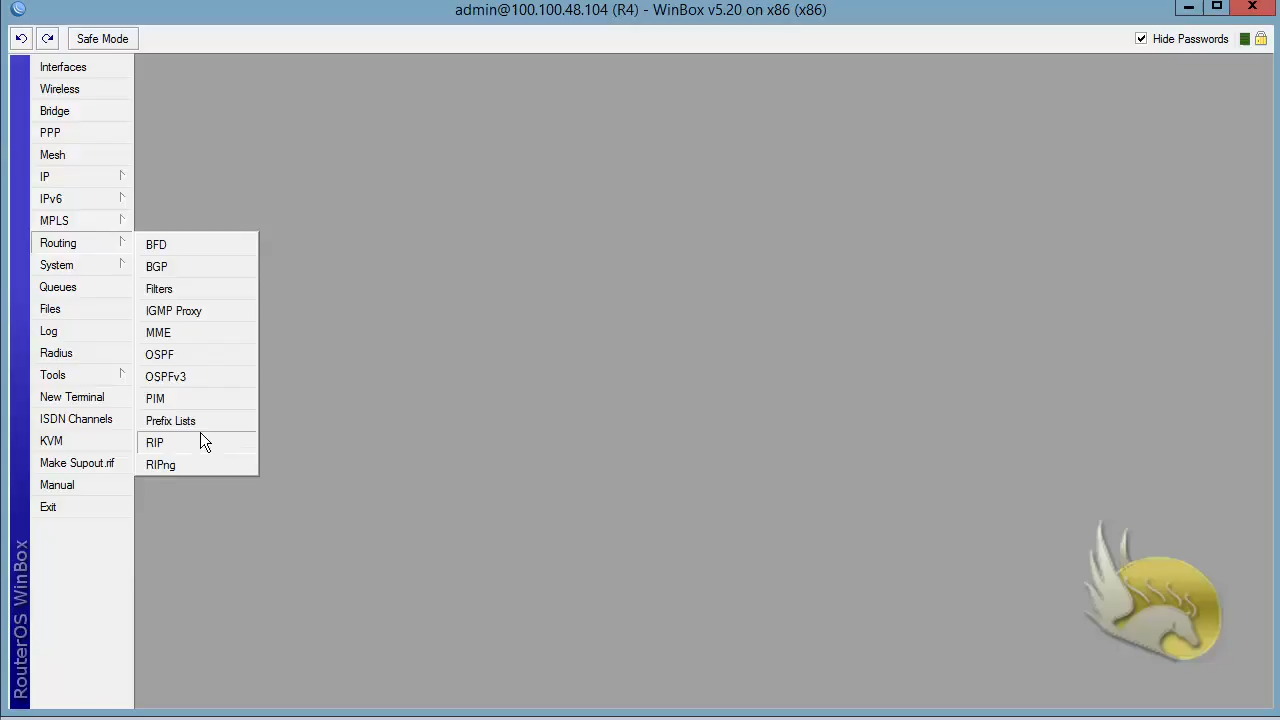 admin@100.100.48.104 (R4) - WinBox v5.20 on x86 (x86)
Safe Mode
Hide Passwords
Interfaces
Wireless
Bridge
PPP
Mesh
IP
IPv6
MPLS
Routing
System
Queues
Files
Log
Radius
Tools
New Terminal
ISDN Channels
KVM
Make Supout.rif
Manual
Exit
BFD
BGP
Filters
IGMP Proxy
MME
OSPF
OSPFv3
PIM
Prefix Lists
RIP
RIPng
RouterOS WinBox